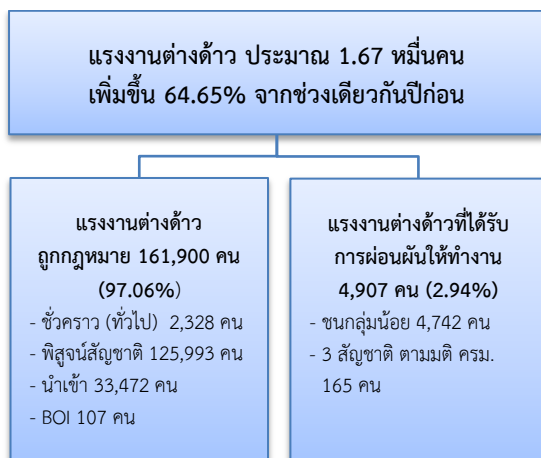 แรงงานต่างด้าว ประมาณ 1.67 หมื่นคน
เพิ่มขึ้น 64.65% จากช่วงเดียวกันปีก่อน
แรงงานต่างด้าว
ถูกกฎหมาย 161,900 คน
(97.06%)
- ชั่วคราว (ทั่วไป) 2,328 คน
- พิสูจน์สัญชาติ 125,993 คน
- นำเข้า 33,472 คน
- BOI 107 คน
แรงงานต่างด้าวที่ได้รับ
การผ่อนผันให้ทำงาน
4,907 คน (2.94%)
- ชนกลุ่มน้อย 4,742 คน
- 3 สัญชาติ ตามมติ ครม.
165 คน